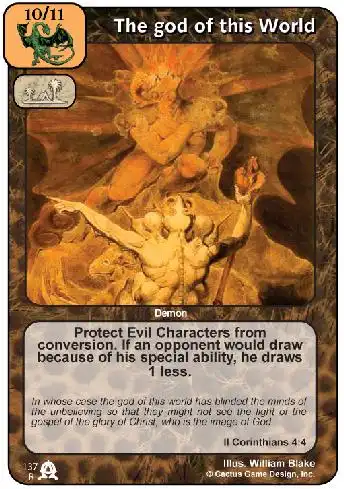 10/11
The god of this World
Demon
Protect Evil Characters from
conversion. If an opponent would draw
because of his special ability, he draws
1 less.
In whose case the god of this world has blinded the minds of
the unbelieving so that they might not see the light of the
gospel of the glory of Christ, who is the image of God.
II Corinthians 4:4
137
R
Illus. William Blake
© Cactus Game Design, Inc.